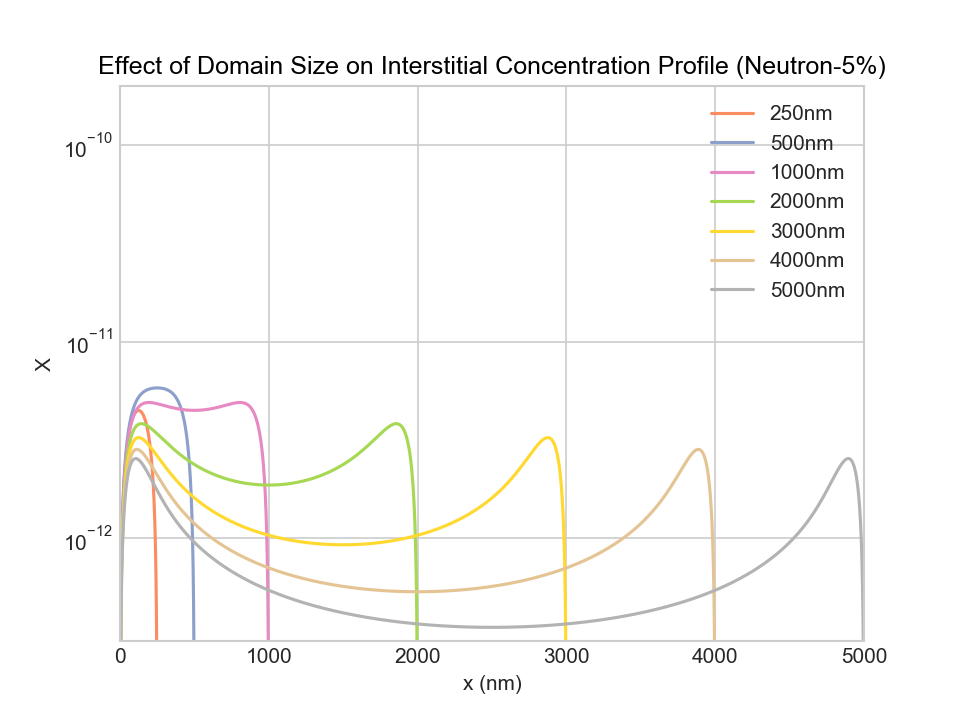 Effect of Domain Size on Interstitial Concentration Profile (Neutron-5%)
250nm
500nm
1000nm
2000nm
3000nm
4000nm
5000nm
10⁻¹⁰
10⁻¹¹
10⁻¹²
X
0 1000 2000 3000 4000 5000
x (nm)